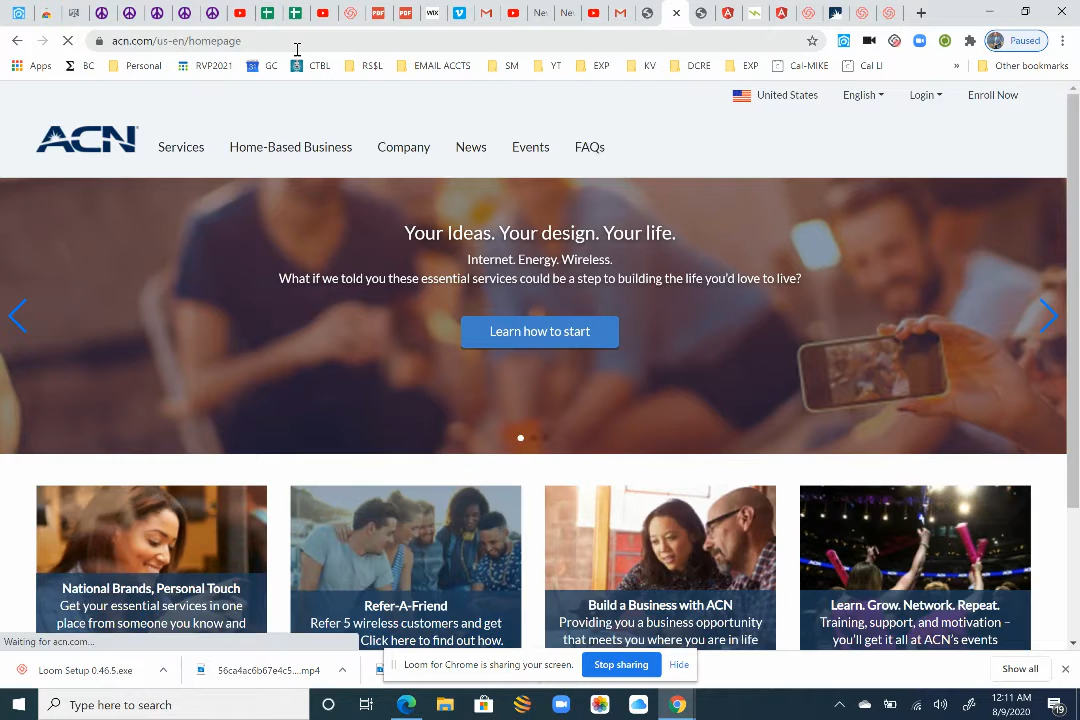 WIX
PDF
PDF
Ne
Ne
acn.com/us-en/homepage
Paused
Apps
BC
Personal
RVP2021
31
GC
CTBL
RS$L
EMAIL ACCTS
SM
YT
EXP
KV
DCRE
EXP
Cal-MIKE
Cal LI
»
Other bookmarks
United States
English
Login
Enroll Now
ACN
Services
Home-Based Business
Company
News
Events
FAQs
Your Ideas. Your design. Your life.
Internet. Energy. Wireless.
What if we told you these essential services could be a step to building the life you'd love to live?
Learn how to start
National Brands, Personal Touch
Get your essential services in one
place from someone you know and
Refer-A-Friend
Refer 5 wireless customers and get
Click here to find out how.
Build a Business with ACN
Providing you a business opportunity
that meets you where you are in life
Learn. Grow. Network. Repeat.
Training, support, and motivation –
you'll get it all at ACN's events
Waiting for acn.com...
Loom Setup 0.46.5.exe
56ca4ac6b67e4c5....mp4
Loom for Chrome is sharing your screen.
Stop sharing
Hide
Show all
Type here to search
12:11 AM
8/9/2020
19